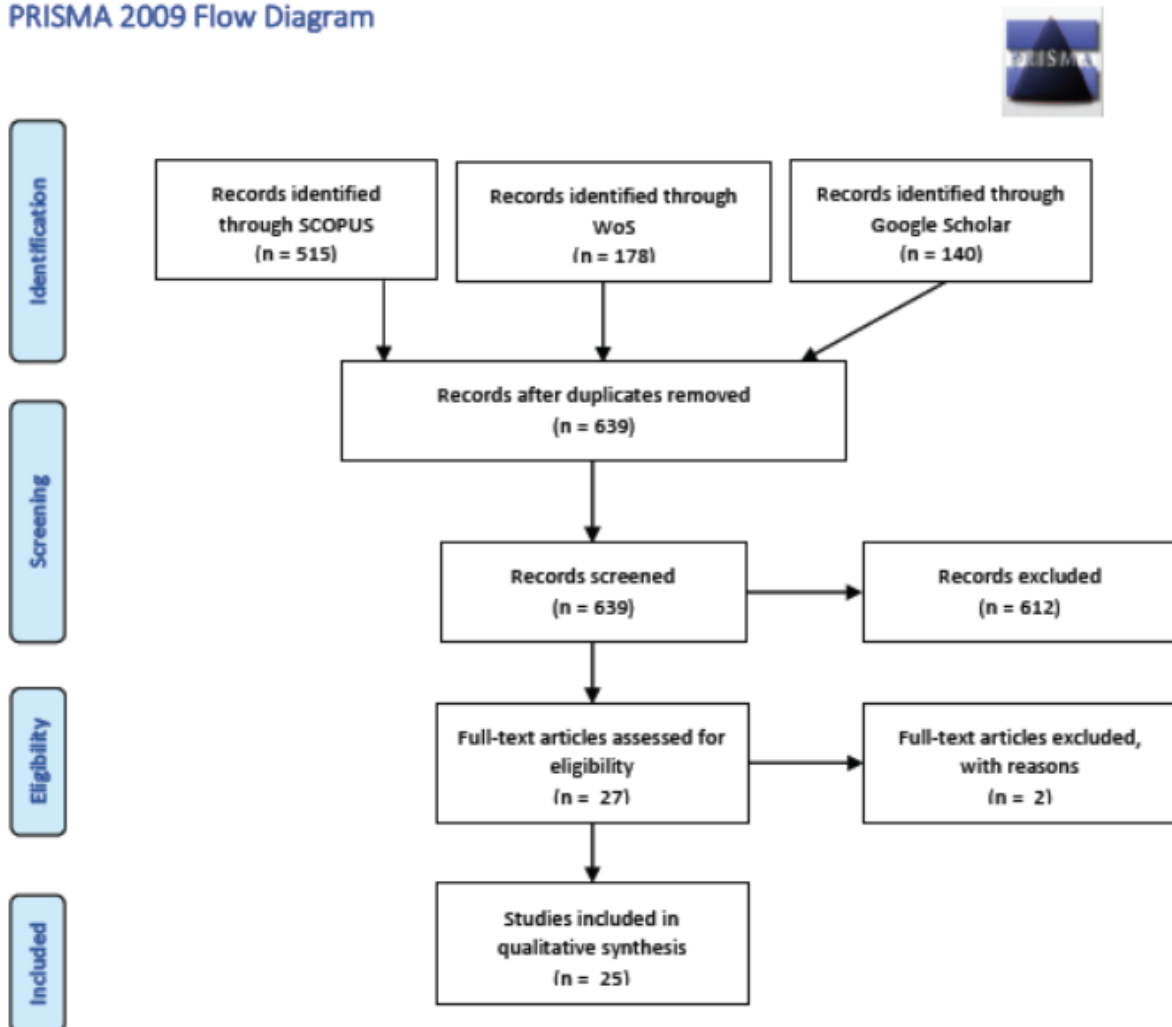 PRISMA 2009 Flow Diagram
PRISMA
Identification
Records identified
through SCOPUS
(n = 515)
Records identified through
WoS
(n = 178)
Records identified through
Google Scholar
(n = 140)
Records after duplicates removed
(n = 639)
Screening
Records screened
(n = 639)
Records excluded
(n = 612)
Eligibility
Full-text articles assessed for
eligibility
(n = 27)
Full-text articles excluded,
with reasons
(n = 2)
Included
Studies included in
qualitative synthesis
(n = 25)